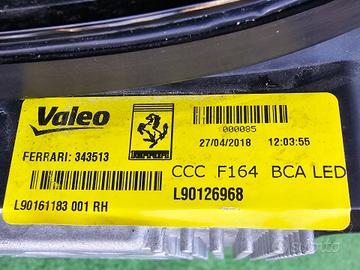 Valeo
000085
27/04/2018 12:03:55
FERRARI: 343513
CCC F164 BCA LED
L90126968
L90161183 001 RH